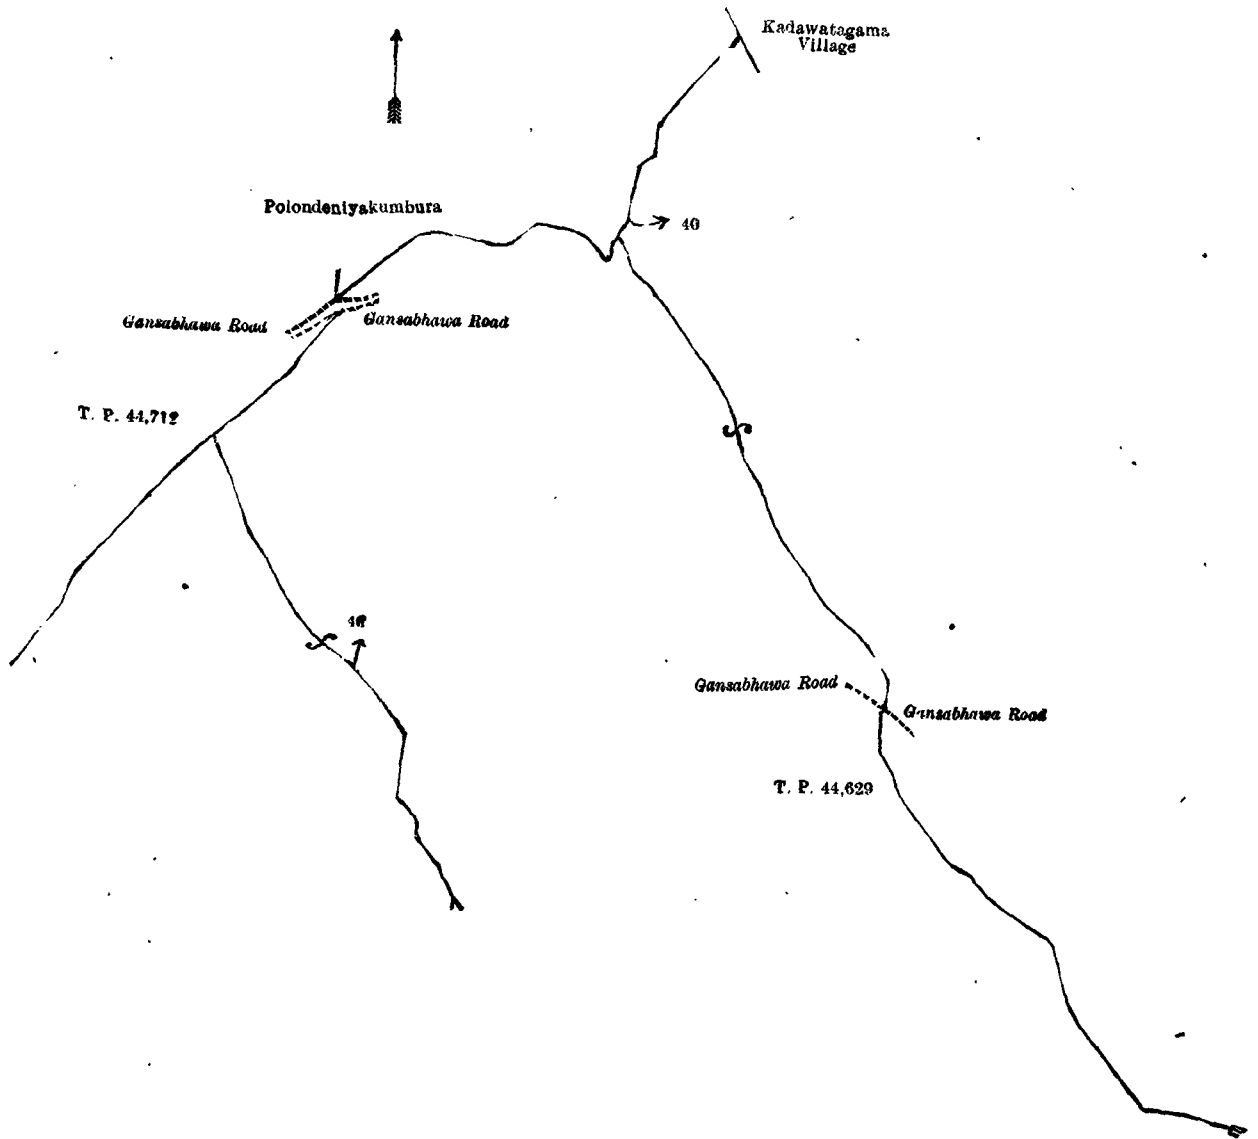 Kadawatagama
Village
Polondeniyakumbura
40
Gansabhawa Road
Gansabhawa Road
T. P. 44,712
Gansabhawa Road
Gansabhawa Road
T. P. 44,629